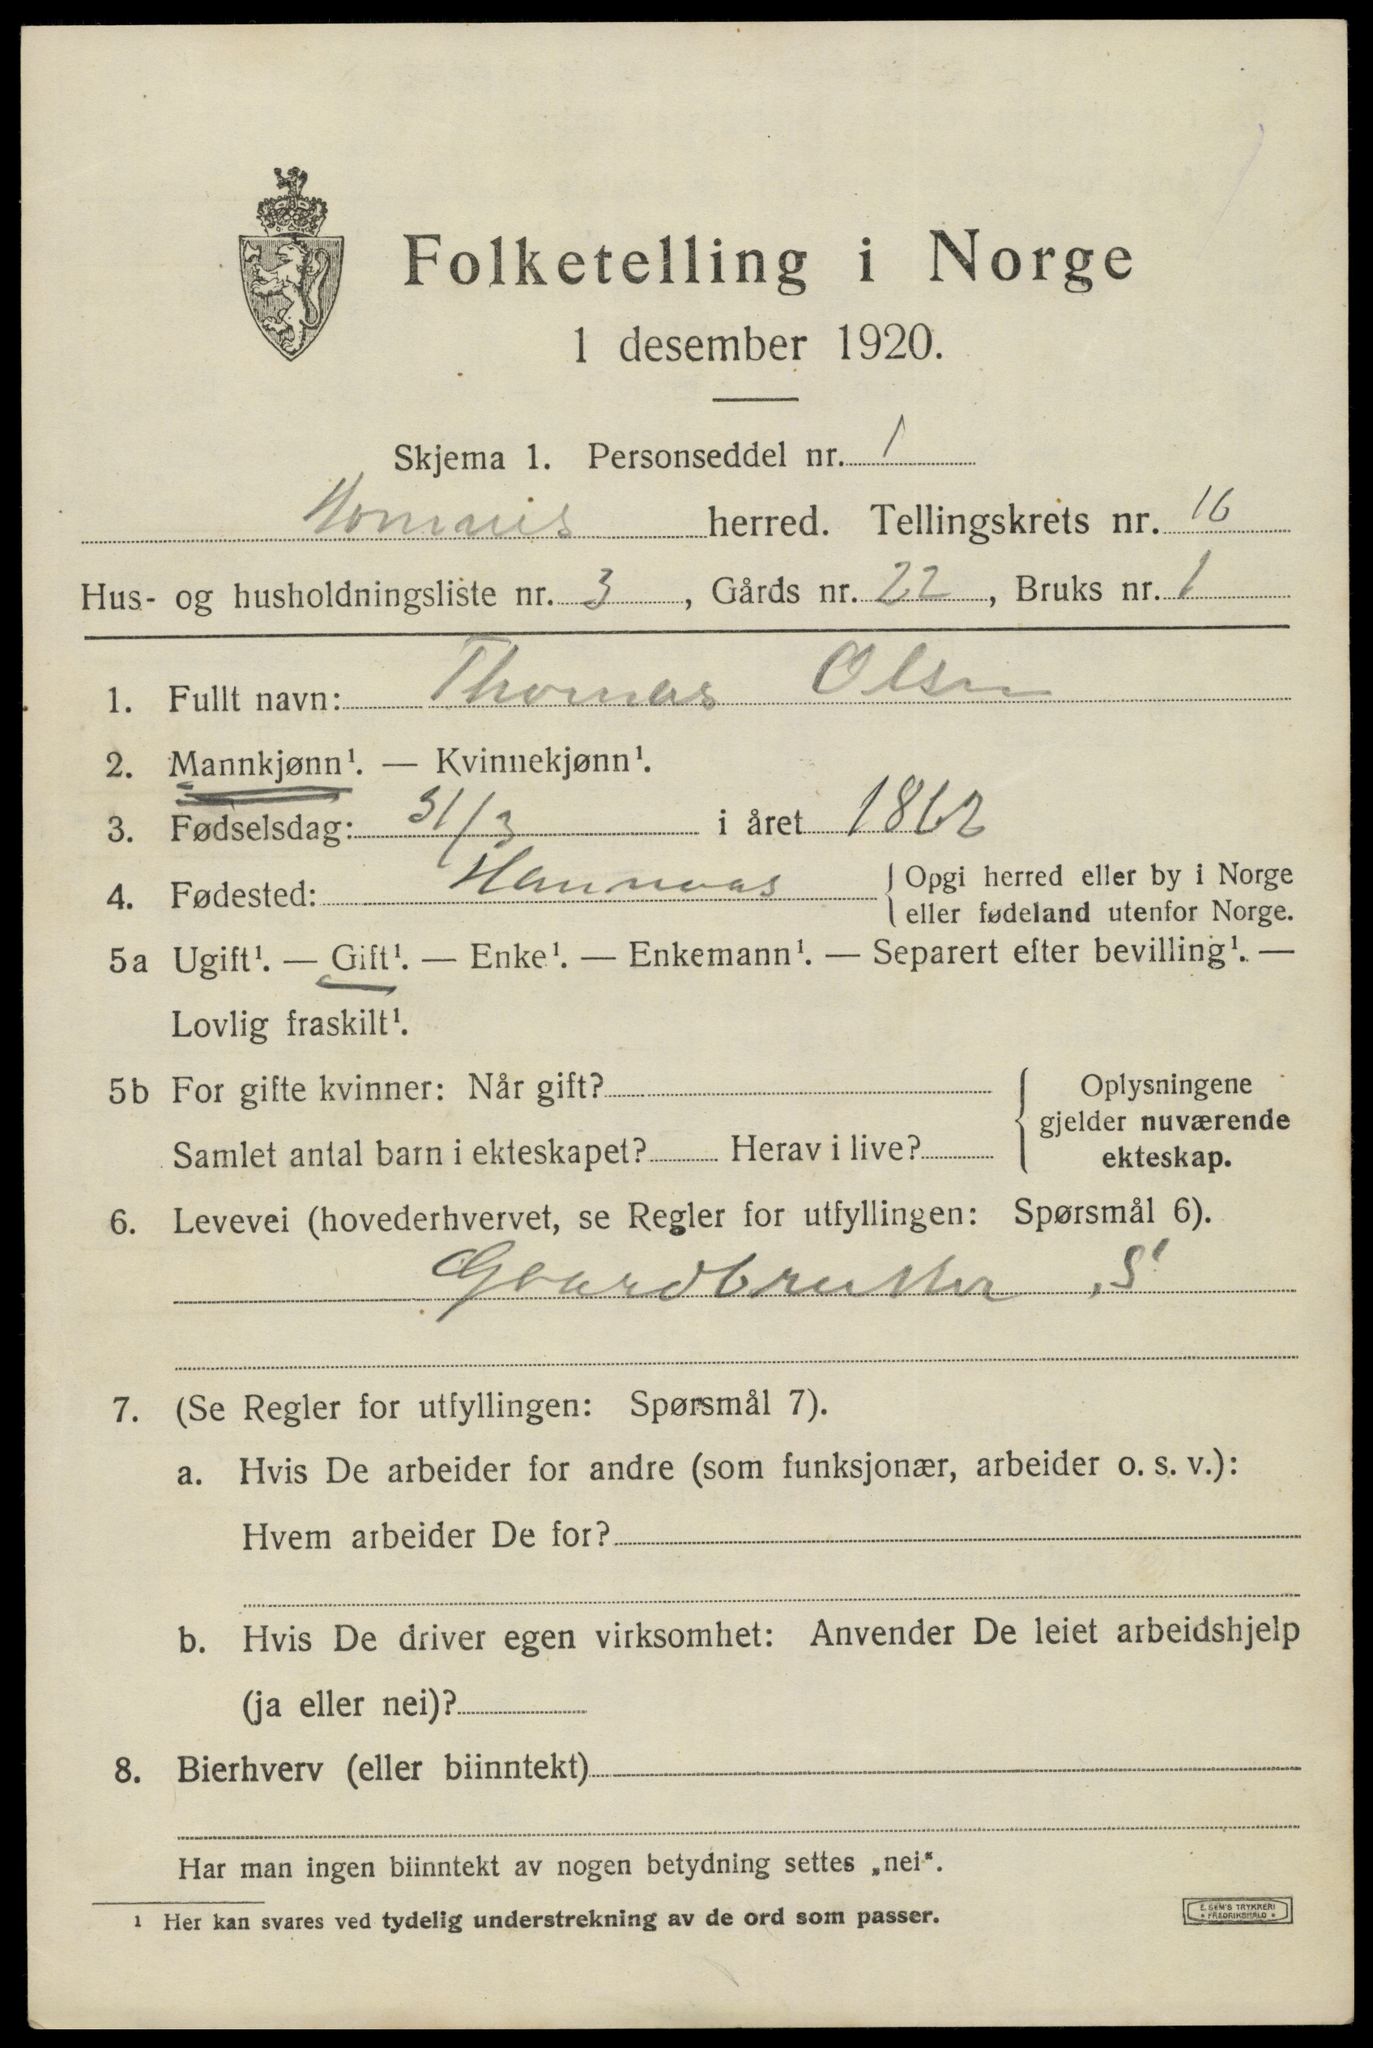 Folketelling i Norge
1 desember 1920.
Skjema 1. Personseddel nr. 1
herred. Tellingskrets nr. 16
Hus- og husholdningsliste nr. 3, Gårds nr. 22, Bruks nr. 1
1. Fullt navn: Thomas Olsen
2. Mannkjønn¹. — Kvinnekjønn¹.
3. Fødselsdag: 31/3 i året 1862
4. Fødested: Hannaas { Opgi herred eller by i Norge
eller fødeland utenfor Norge.
5a Ugift¹. — Gift¹. — Enke¹. — Enkemann¹. — Separert efter bevilling¹. —
Lovlig fraskilt¹.
5b For gifte kvinner: Når gift? { Oplysningene
gjelder nuværende
Samlet antal barn i ekteskapet? Herav i live?
ekteskap.
6. Levevei (hovederhvervet, se Regler for utfyllingen: Spørsmål 6).
Gaardbruker, S
7. (Se Regler for utfyllingen: Spørsmål 7).
a. Hvis De arbeider for andre (som funksjonær, arbeider o. s. v.):
Hvem arbeider De for?
b. Hvis De driver egen virksomhet: Anvender De leiet arbeidshjelp
(ja eller nei)?
8. Bierhverv (eller biinntekt)
Har man ingen biinntekt av nogen betydning settes „nei“.
¹ Her kan svares ved tydelig understrekning av de ord som passer.
E. SEM'S TRYKKERI
* FREDRIKSHALD *